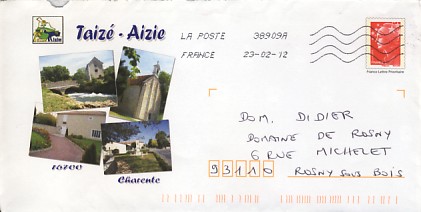 Taizé - Aizie
LA POSTE 38909A
FRANCE 23-02-12
France Lettre Prioritaire
DOM. DIDIER
DOMAINE DE ROSNY
6 RUE MICHELET
93110 ROSNY SOUS BOIS
16700
Charente